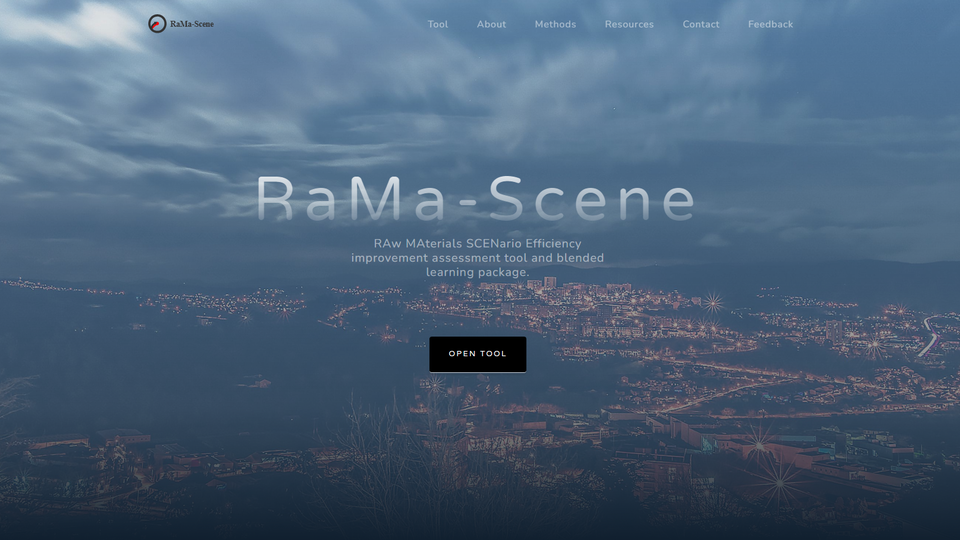 RaMa-Scene
Tool
About
Methods
Resources
Contact
Feedback
RaMa-Scene
RAw MAterials SCENario Efficiency
improvement assessment tool and blended
learning package.
OPEN TOOL